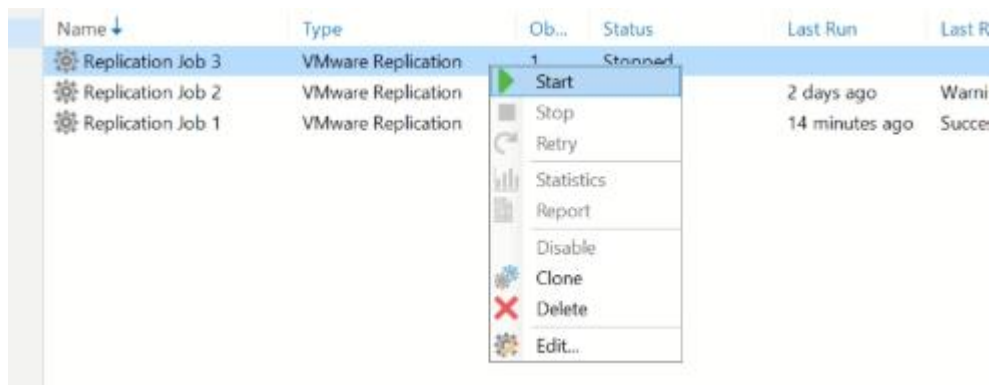 Name Type Ob... Status Last Run Last R
Replication Job 3 VMware Replication 1 Stopped
Start
Replication Job 2 VMware Replication 2 days ago Warni
Stop
Replication Job 1 VMware Replication 14 minutes ago Succes
Retry
Statistics
Report
Disable
Clone
Delete
Edit...